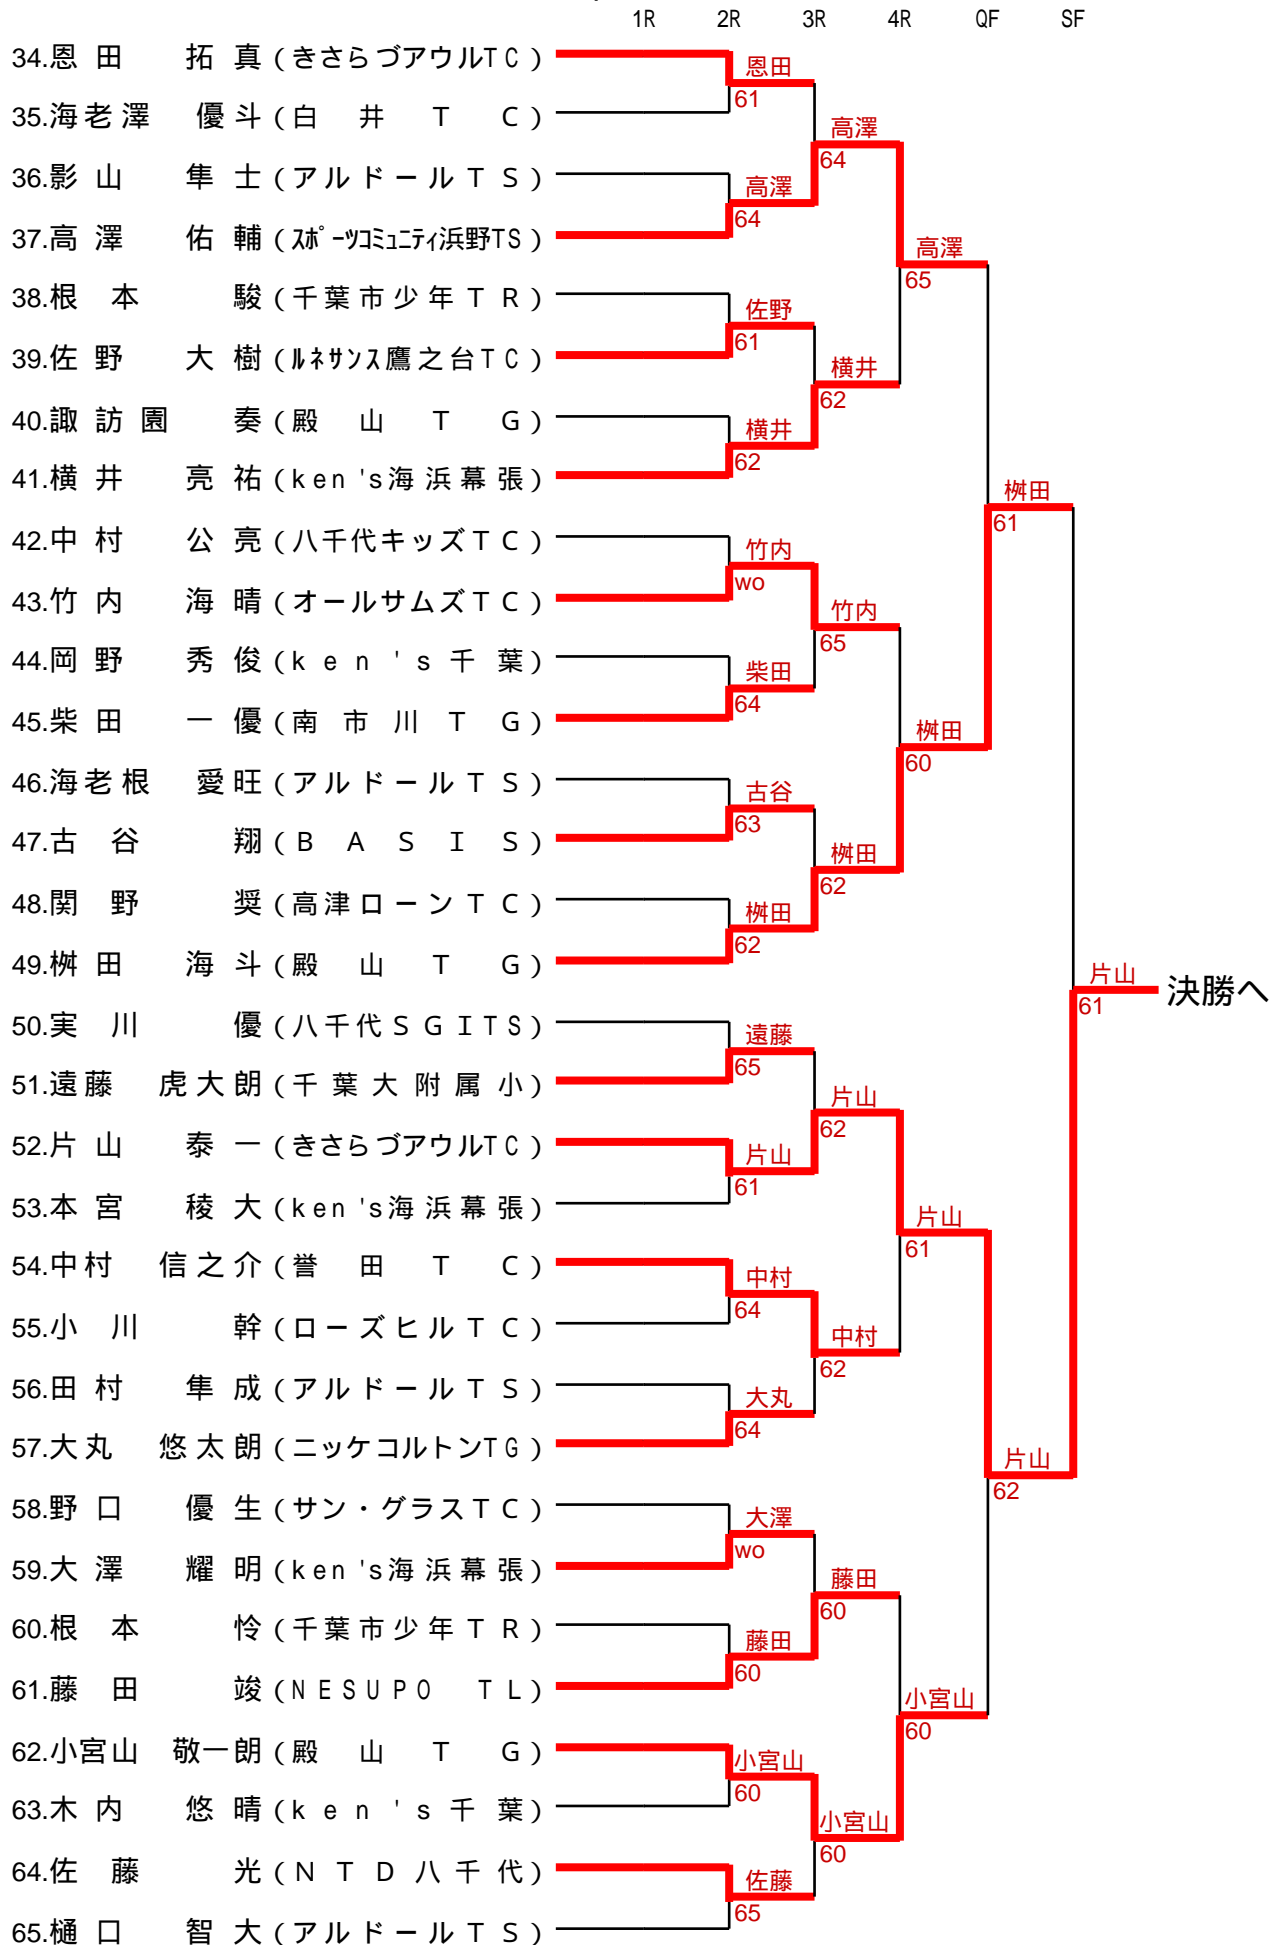 1R 2R 3R 4R QF SF
34.恩田 拓真(きさらづアウルTC)
恩田
61
35.海老澤 優斗(白井TC)
高澤
64
36.影山 隼士(アルドールTS)
高澤
64
37.高澤 佑輔(スポーツコミュニティ浜野TS)
高澤
65
38.根本 駿(千葉市少年TR)
佐野
61
39.佐野 大樹(ルネサンス鷹之台TC)
横井
62
40.諏訪園 奏(殿山TG)
横井
62
41.横井 亮祐(ken's海浜幕張)
桝田
61
42.中村 公亮(八千代キッズTC)
竹内
wo
43.竹内 海晴(オールサムズTC)
竹内
65
44.岡野 秀俊(ken's千葉)
柴田
64
45.柴田 一優(南市川TG)
桝田
60
46.海老根 愛旺(アルドールTS)
古谷
63
47.古谷 翔(BASIS)
桝田
62
48.関野 奨(高津ローンTC)
桝田
62
49.桝田 海斗(殿山TG)
片山
61
決勝へ
50.実川 優(八千代SGITS)
遠藤
65
51.遠藤 虎大朗(千葉大附属小)
片山
62
52.片山 泰一(きさらづアウルTC)
片山
61
53.本宮 稜大(ken's海浜幕張)
片山
61
54.中村 信之介(誉田TC)
中村
64
55.小川 幹(ローズヒルTC)
中村
62
56.田村 隼成(アルドールTS)
大丸
64
57.大丸 悠太朗(ニッケコルトンTG)
片山
62
58.野口 優生(サン・グラスTC)
大澤
wo
59.大澤 耀明(ken's海浜幕張)
藤田
60
60.根本 怜(千葉市少年TR)
藤田
60
61.藤田 竣(NESUPO TL)
小宮山
60
62.小宮山 敬一朗(殿山TG)
小宮山
60
63.木内 悠晴(ken's千葉)
小宮山
60
64.佐藤 光(NTD八千代)
佐藤
65
65.樋口 智大(アルドールTS)